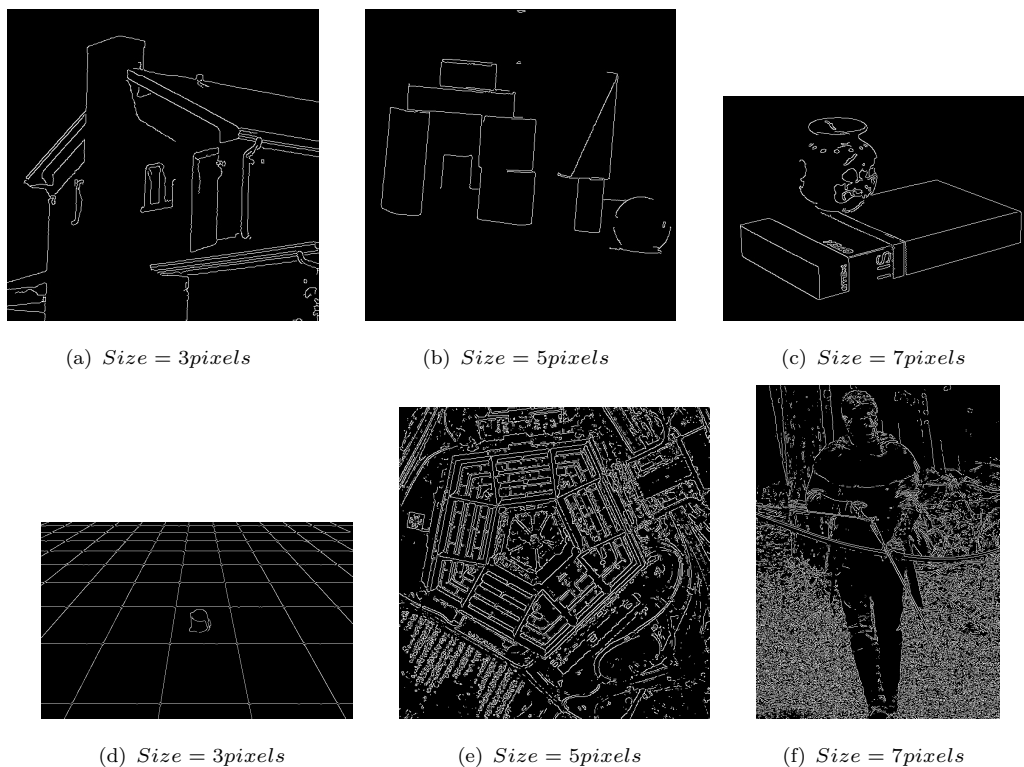 (a) Size = 3pixels
(b) Size = 5pixels
(c) Size = 7pixels
(d) Size = 3pixels
(e) Size = 5pixels
(f) Size = 7pixels